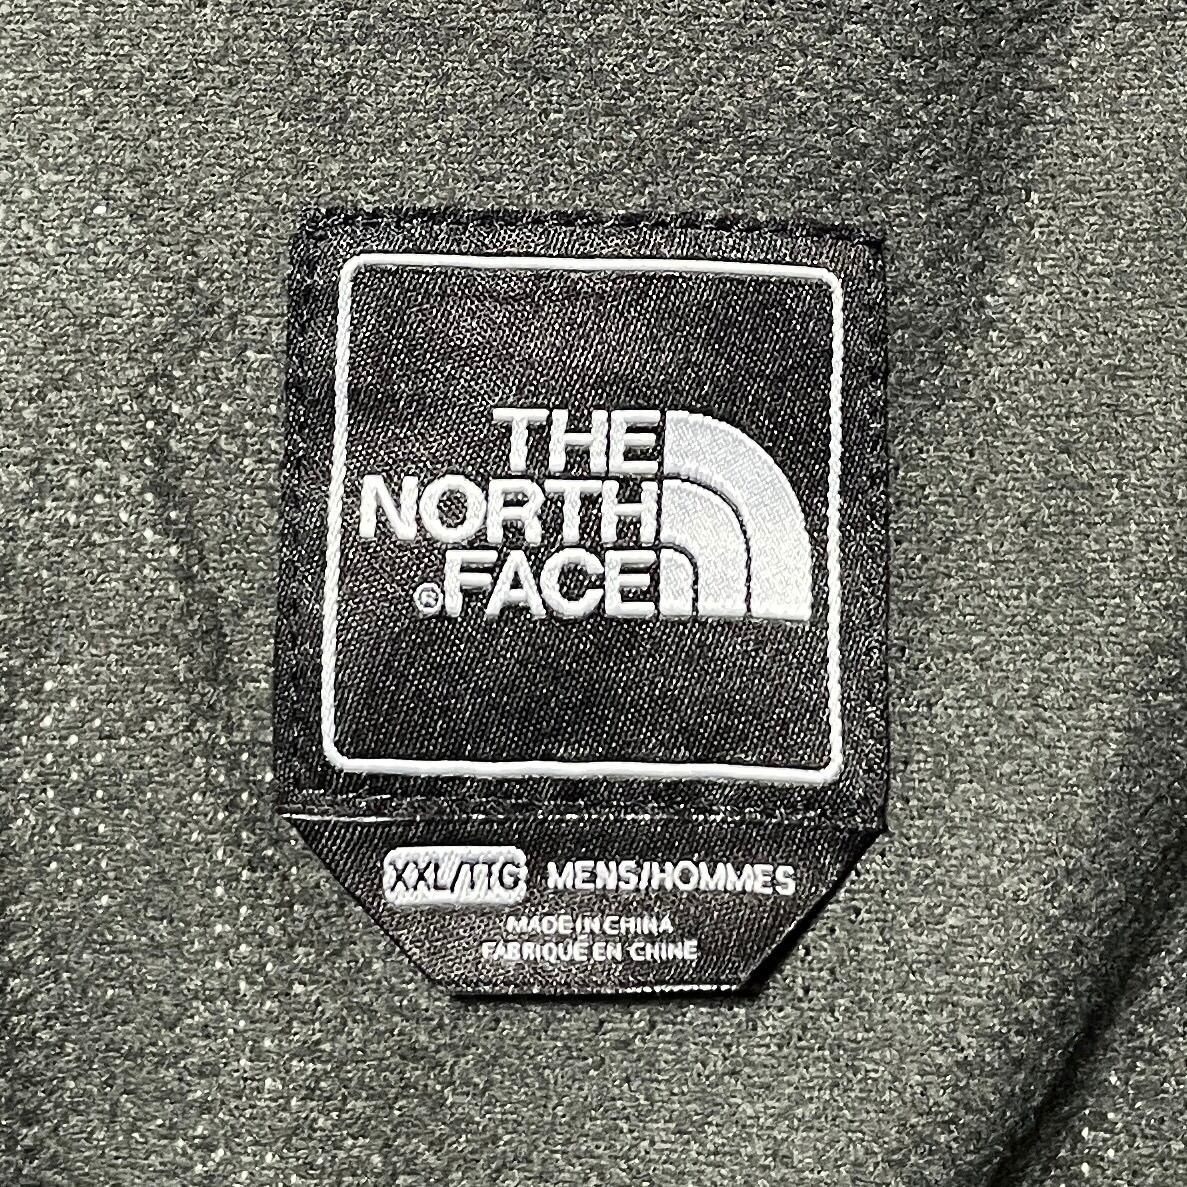 THE
NORTH
®FACE
XXL/TTG MENS/HOMMES
MADE IN CHINA
FABRIQUÉ EN CHINE